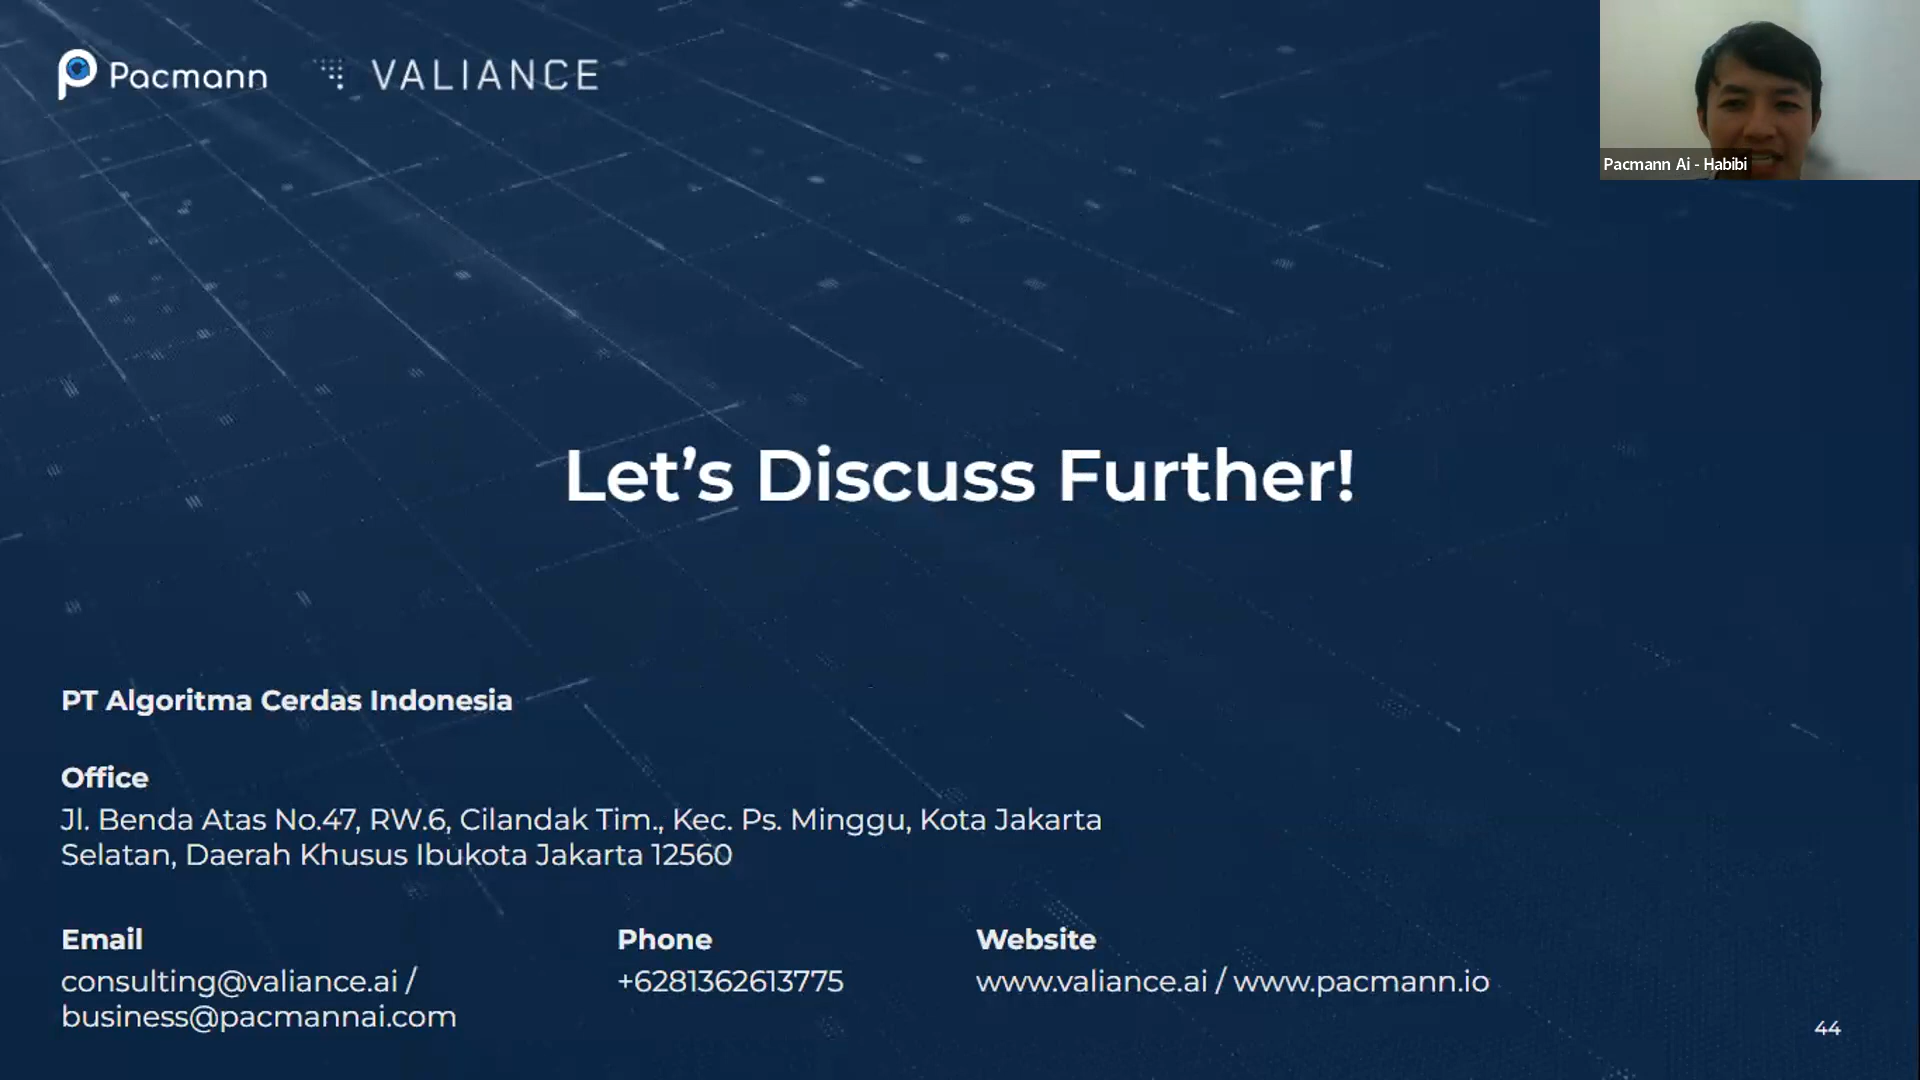 Pacmann VALIANCE
Pacmann Ai - Habibi
Let’s Discuss Further!
PT Algoritma Cerdas Indonesia
Office
Jl. Benda Atas No.47, RW.6, Cilandak Tim., Kec. Ps. Minggu, Kota Jakarta
Selatan, Daerah Khusus Ibukota Jakarta 12560
Email
consulting@valiance.ai /
business@pacmannai.com
Phone
+6281362613775
Website
www.valiance.ai / www.pacmann.io
44